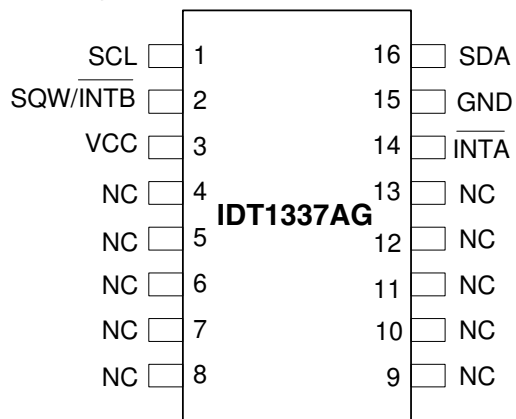 SCL 1 16 SDA
SQW/INTB 2 15 GND
VCC 3 14 INTA
NC 4 13 NC
IDT1337AG
NC 5 12 NC
NC 6 11 NC
NC 7 10 NC
NC 8 9 NC